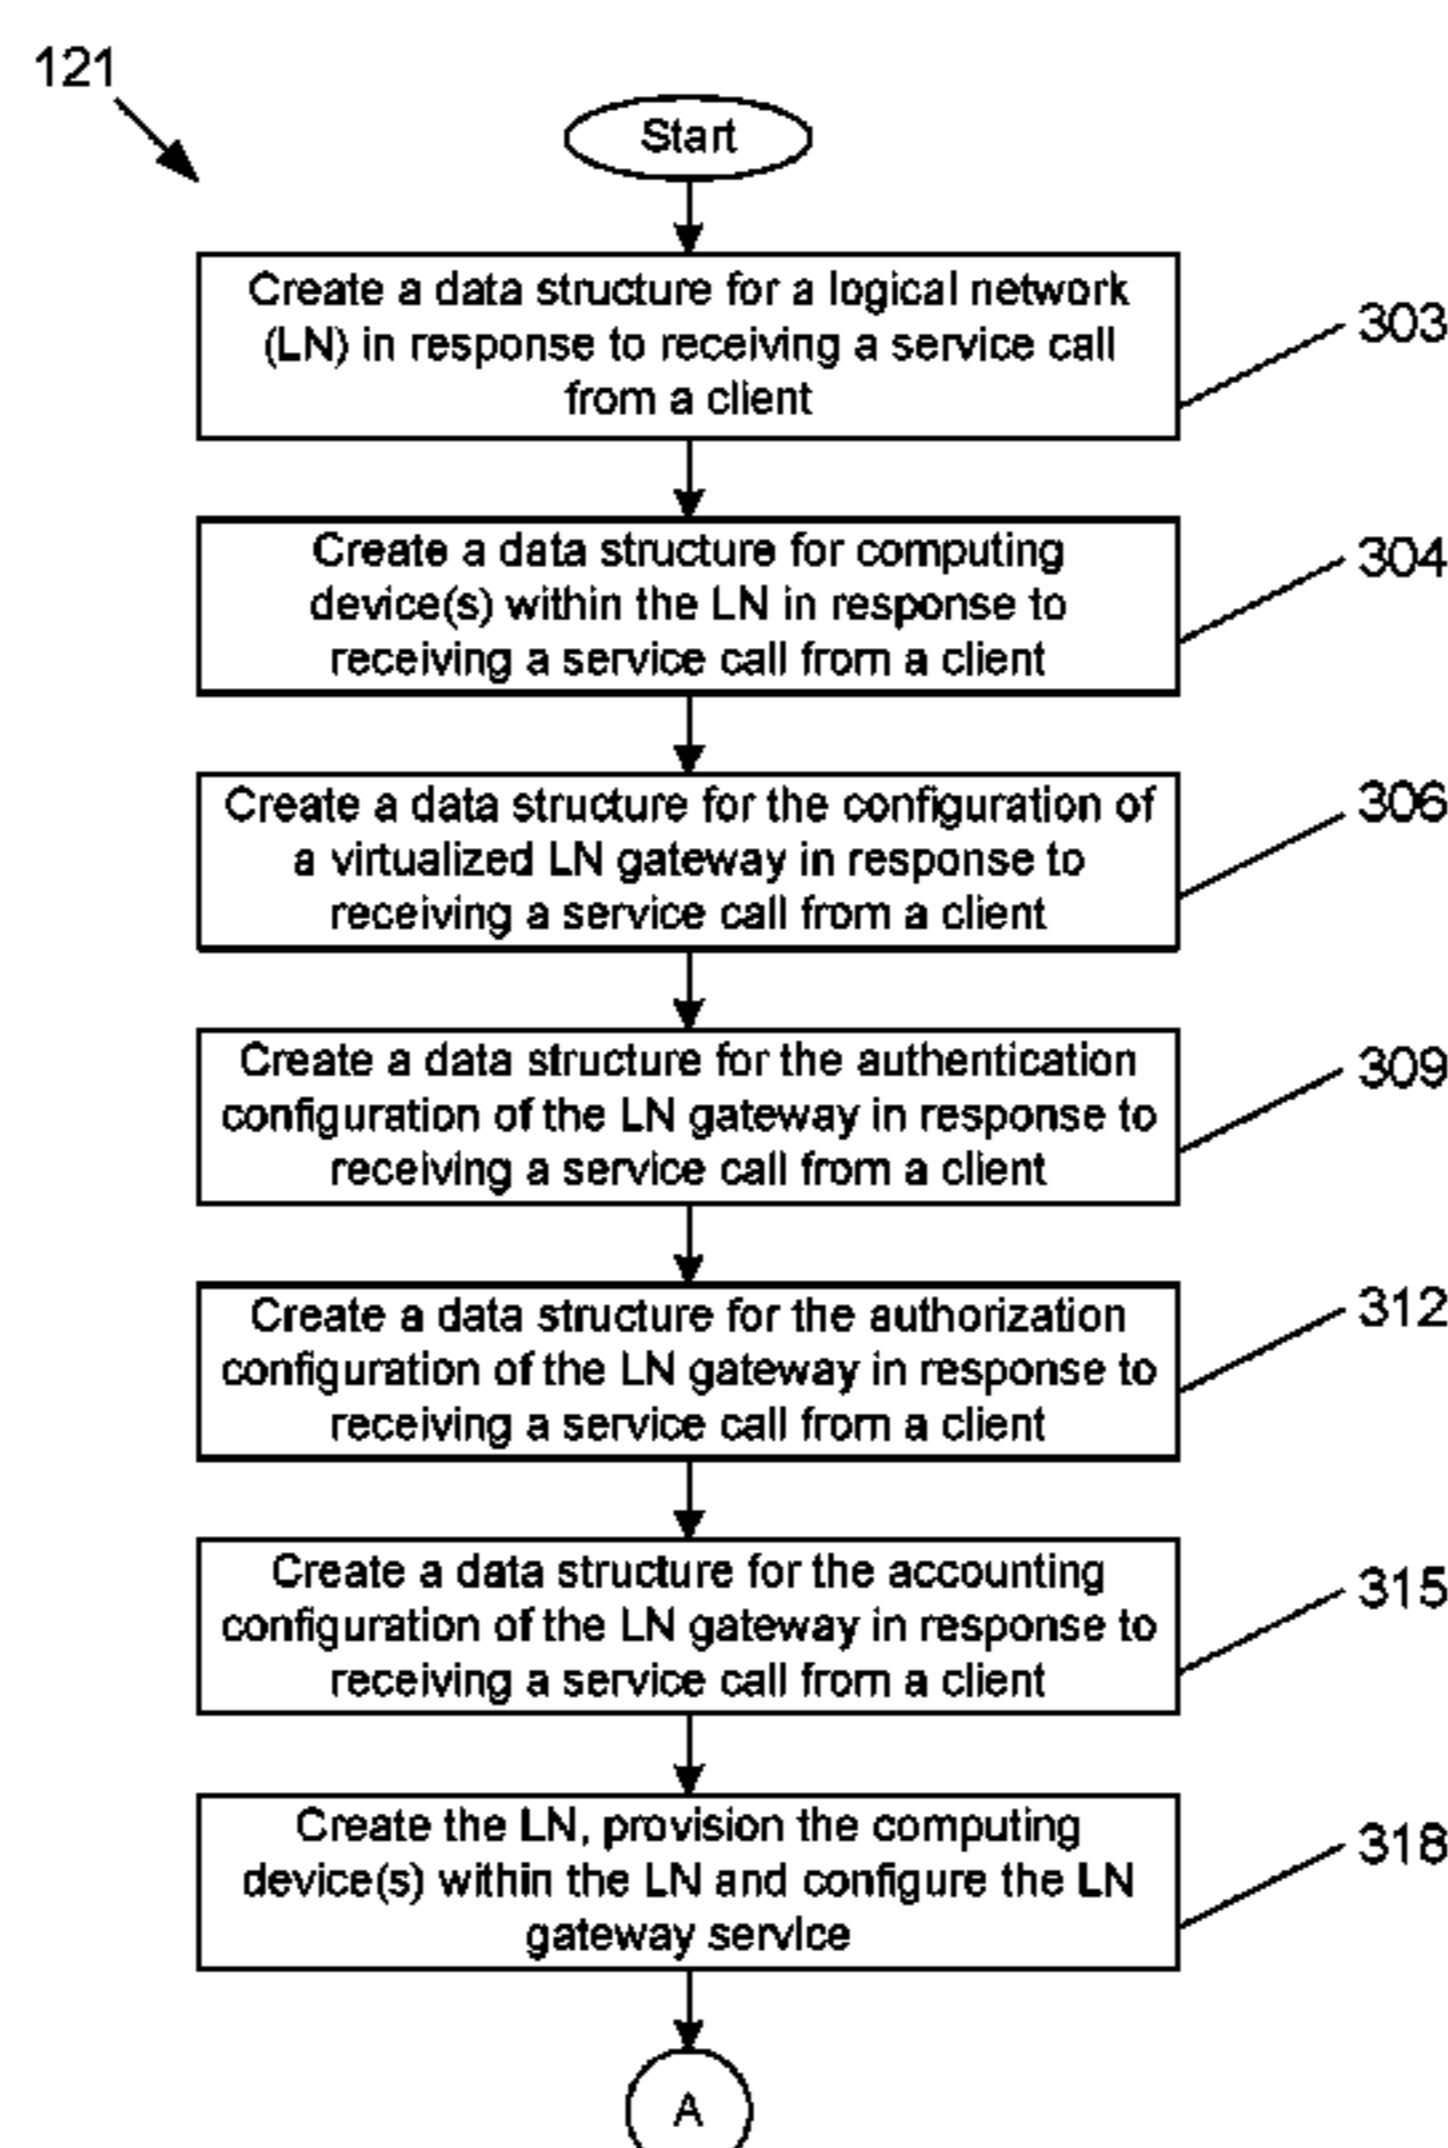 121
Start
Create a data structure for a logical network
(LN) in response to receiving a service call
from a client
303
Create a data structure for computing
device(s) within the LN in response to
receiving a service call from a client
304
Create a data structure for the configuration of
a virtualized LN gateway in response to
receiving a service call from a client
306
Create a data structure for the authentication
configuration of the LN gateway in response to
receiving a service call from a client
309
Create a data structure for the authorization
configuration of the LN gateway in response to
receiving a service call from a client
312
Create a data structure for the accounting
configuration of the LN gateway in response to
receiving a service call from a client
315
Create the LN, provision the computing
device(s) within the LN and configure the LN
gateway service
318
A